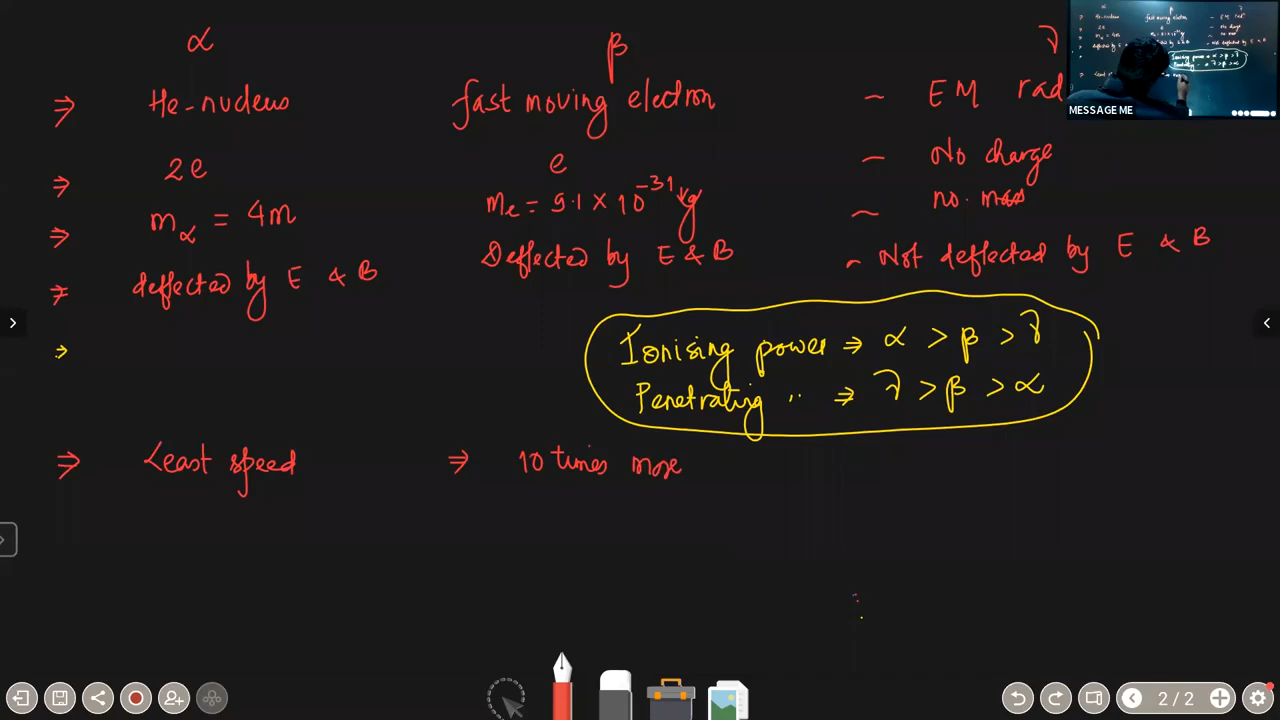 α β γ
⇒ He-nucleus fast moving electron - EM rad
⇒ 2e e - No charge
⇒ mα = 4m me = 9.1 × 10⁻³¹ kg - no. mass
⇒ deflected by E & B Deflected by E & B - Not deflected by E & B
⇒ Ionising power ⇒ α > β > γ
Penetrating ,, ⇒ γ > β > α
⇒ Least speed ⇒ 10 times more
MESSAGE ME
2/2